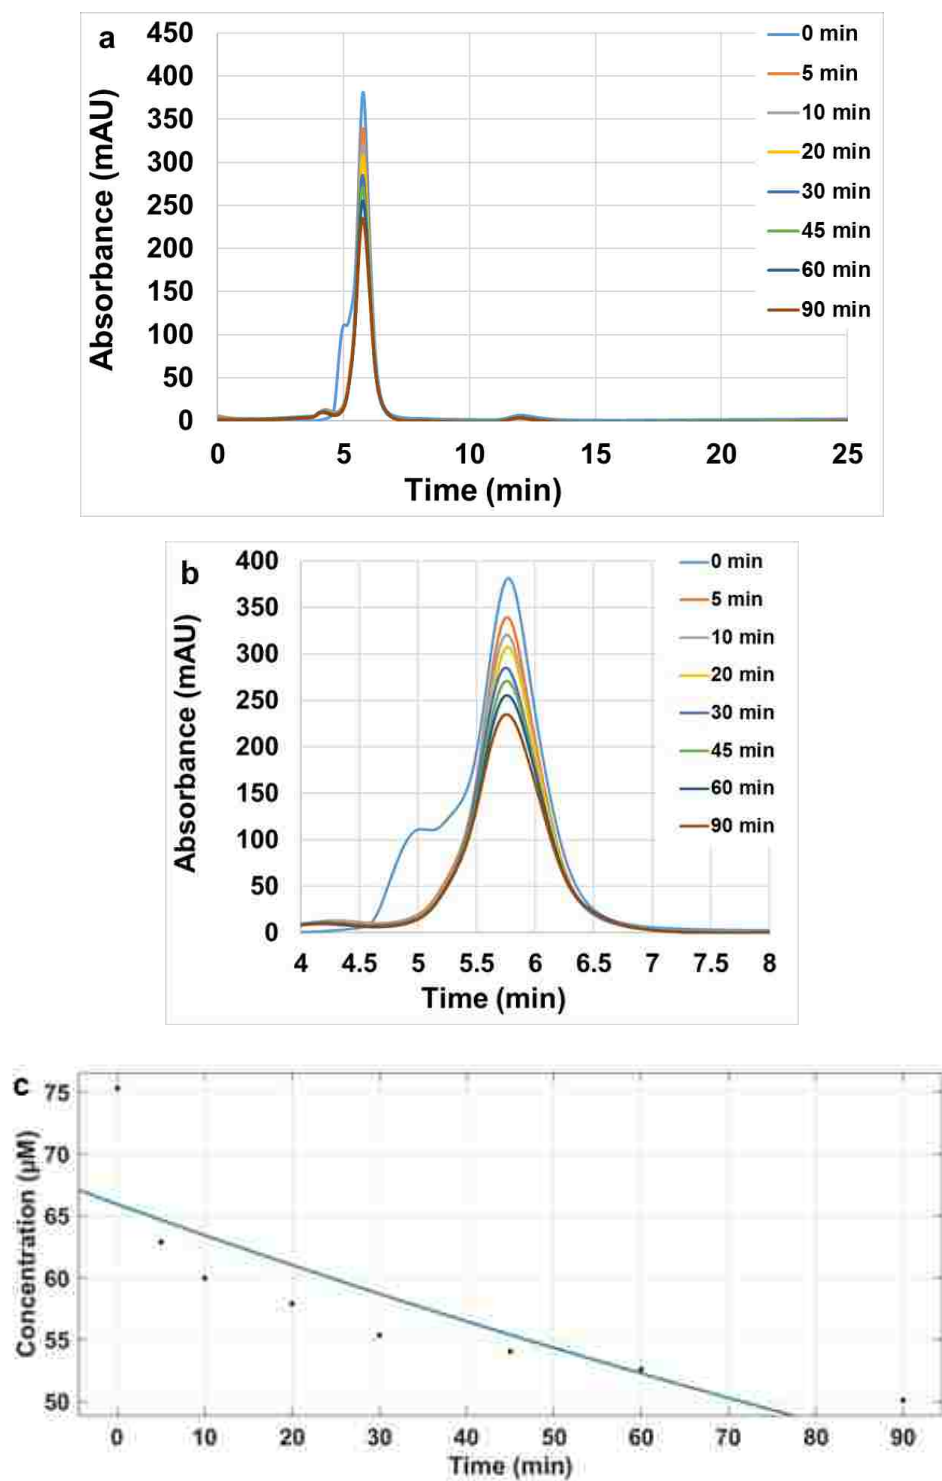 a
450
400
350
300
250
200
150
100
50
0
Absorbance (mAU)
0 5 10 15 20 25
Time (min)
0 min
5 min
10 min
20 min
30 min
45 min
60 min
90 min
b
400
350
300
250
200
150
100
50
0
Absorbance (mAU)
4 4.5 5 5.5 6 6.5 7 7.5 8
Time (min)
0 min
5 min
10 min
20 min
30 min
45 min
60 min
90 min
c
75
70
65
60
55
50
Concentration (µM)
0 10 20 30 40 50 60 70 80 90
Time (min)